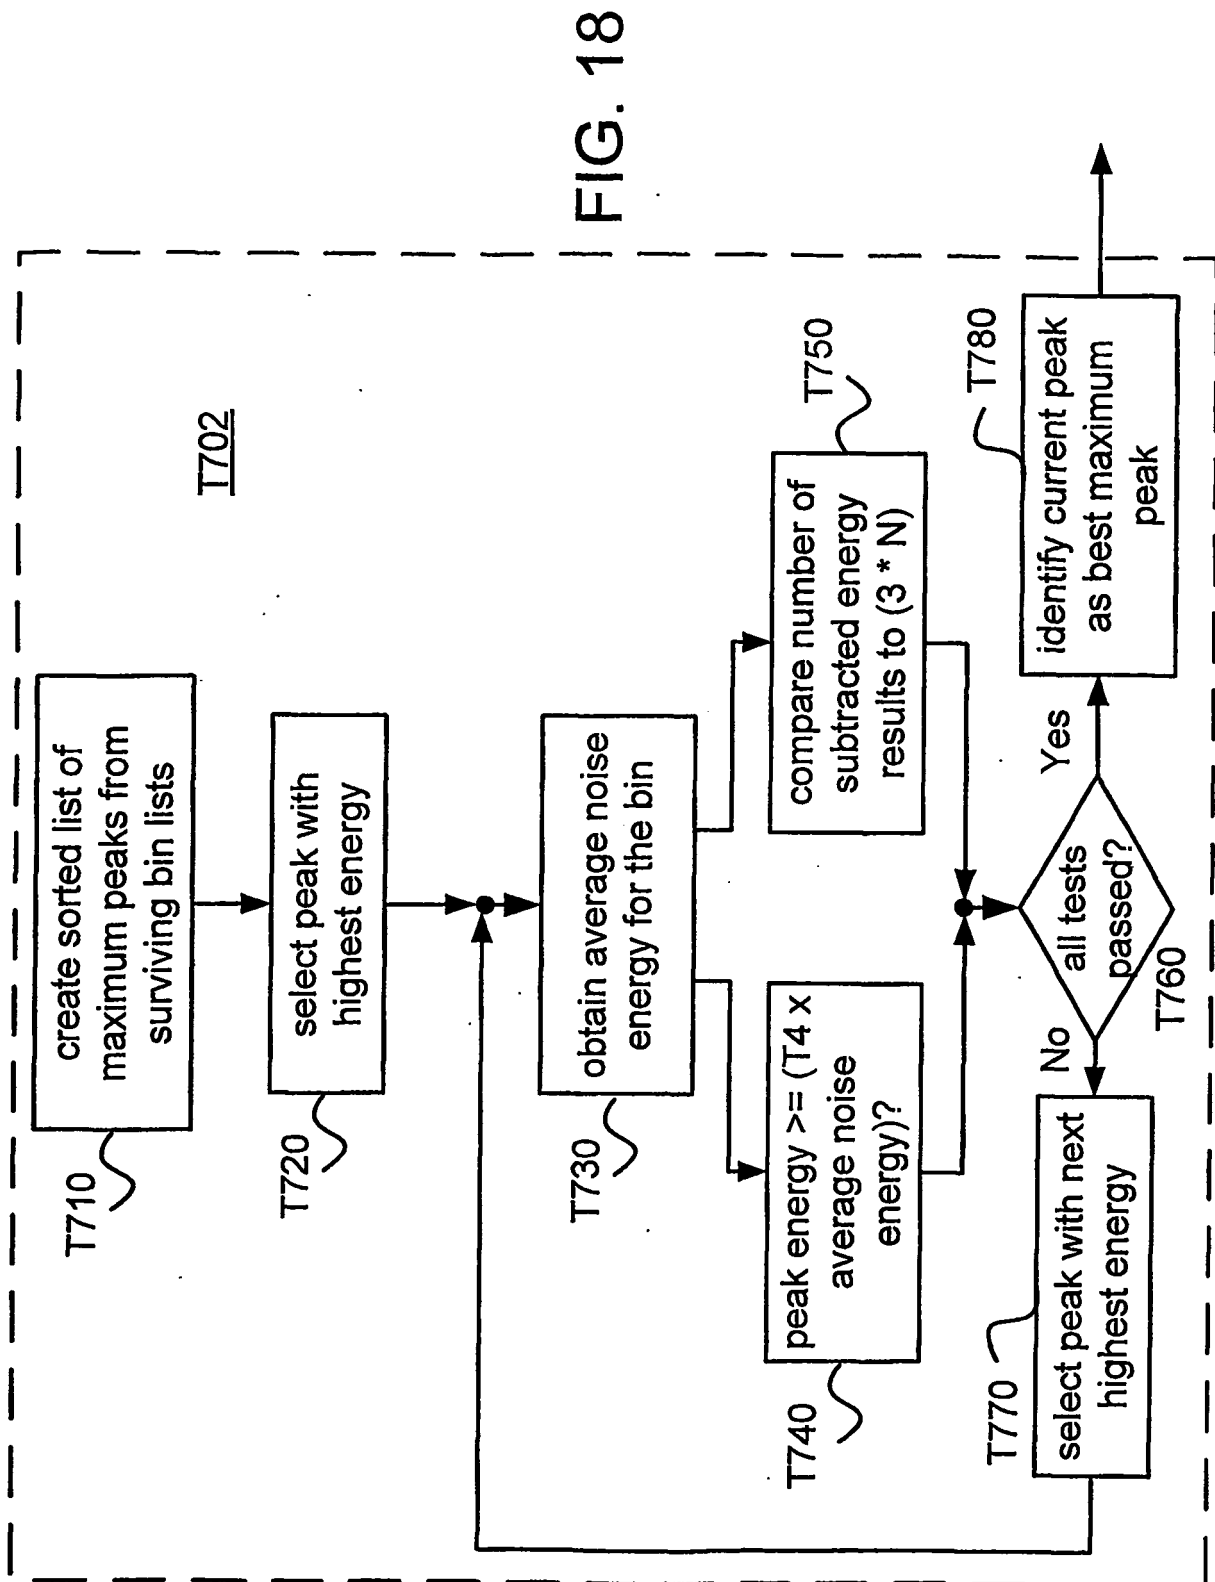 FIG. 18
T702
create sorted list of
maximum peaks from
surviving bin lists
T710
select peak with
highest energy
T720
obtain average noise
energy for the bin
T730
peak energy >= (T4 x
average noise
energy)?
T740
compare number of
subtracted energy
results to (3 * N)
T750
all tests
passed?
T760
No
Yes
select peak with next
highest energy
T770
identify current peak
as best maximum
peak
T780